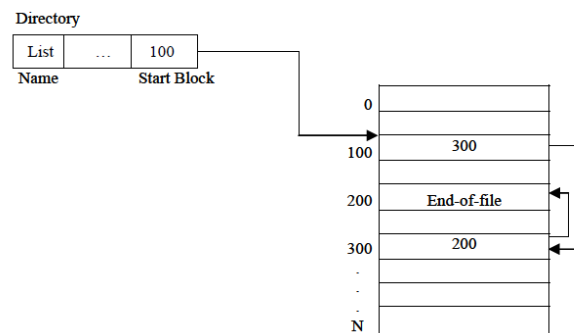 Directory
List … 100
Name Start Block
0
100 300
200 End-of-file
300 200
.
.
.
N